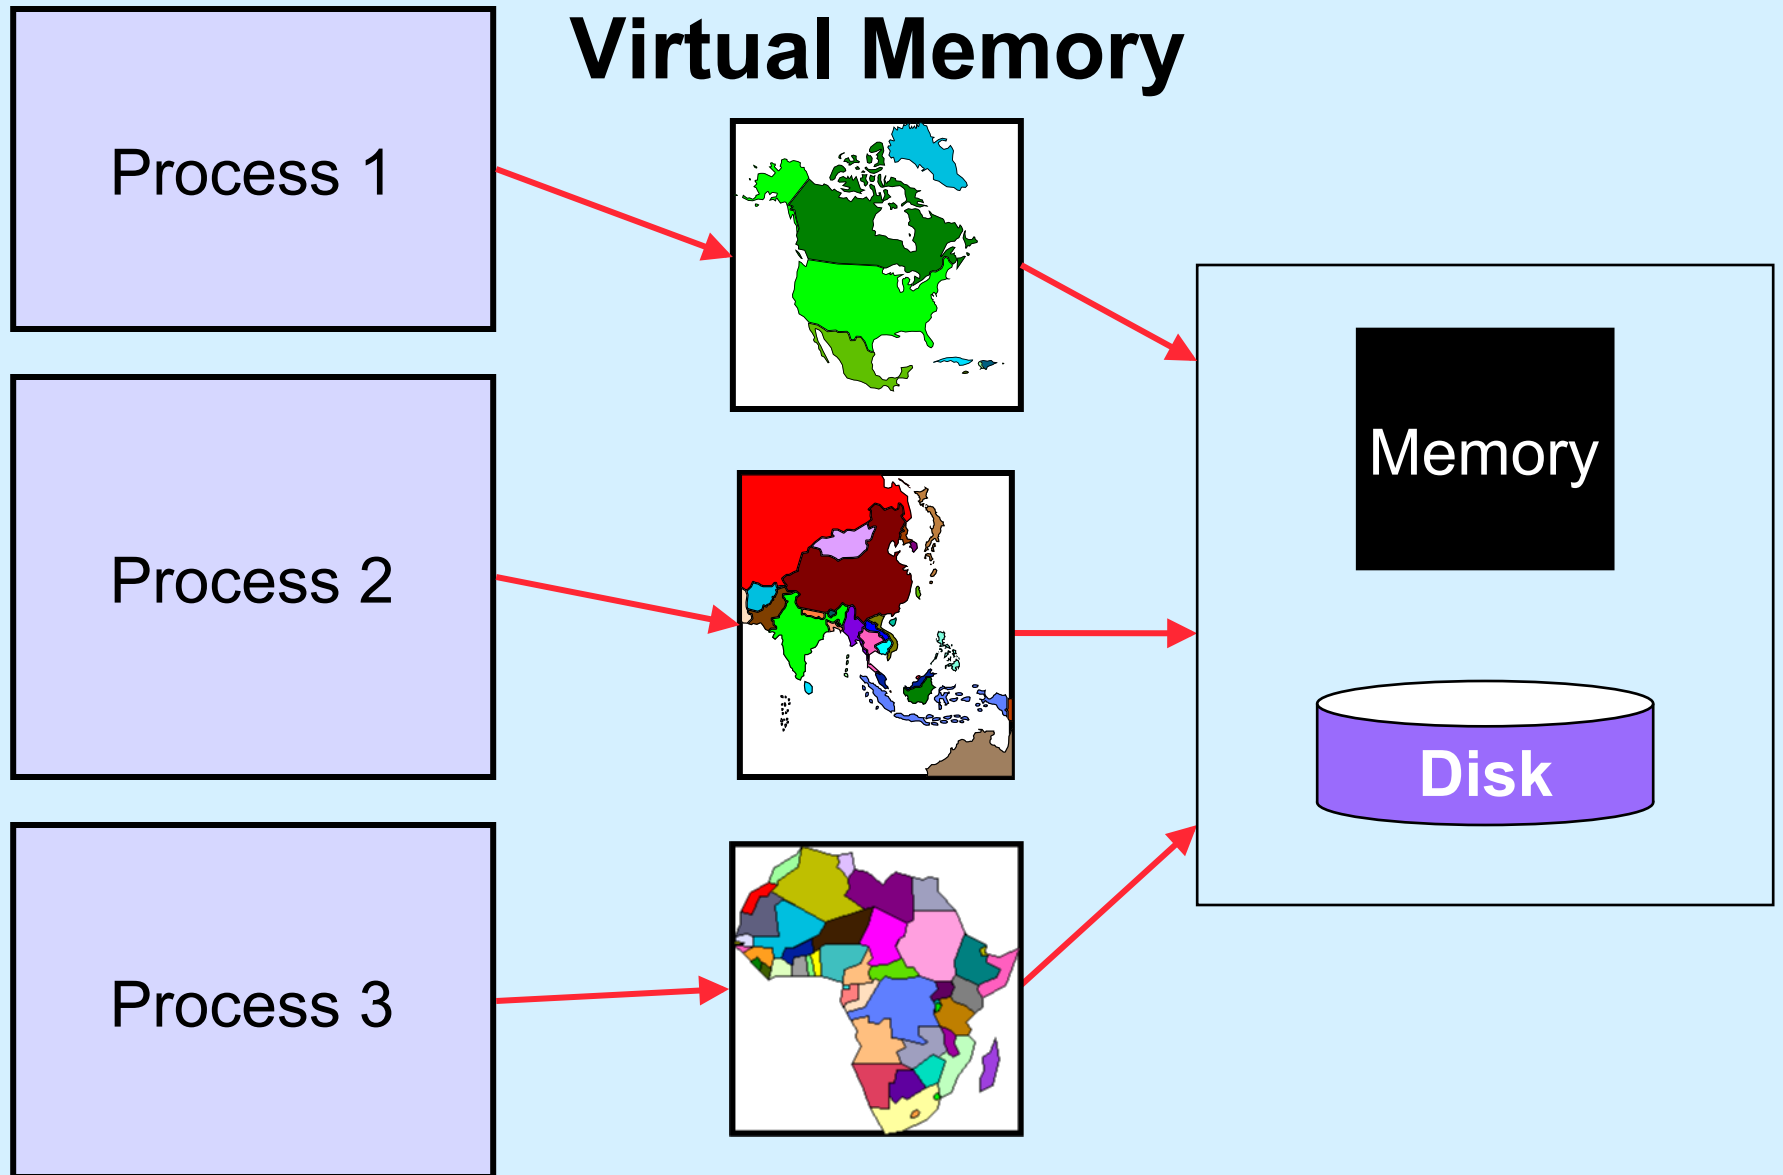 Virtual Memory
Process 1
Process 2
Process 3
Memory
Disk